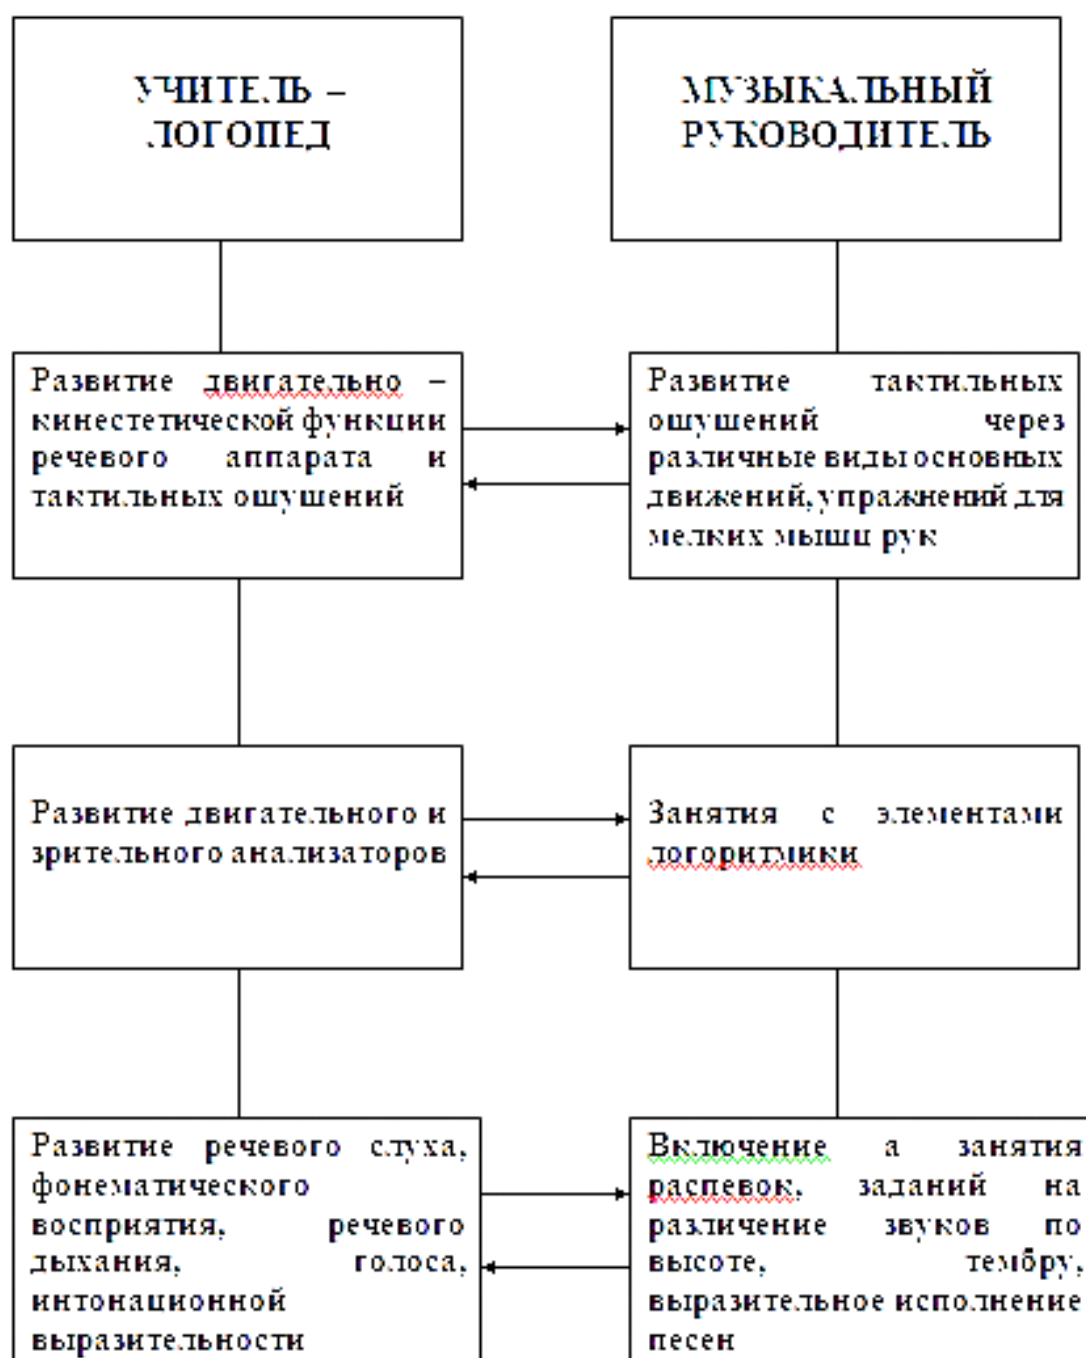 УЧИТЕЛЬ –
ЛОГОПЕД
МУЗЫКАЛЬНЫЙ
РУКОВОДИТЕЛЬ
Развитие двигательно –
кинестетической функции
речевого аппарата и
тактильных ощущений
Развитие тактильных
ощущений через
различные виды основных
движений, упражнений для
мелких мышц рук
Развитие двигательного и
зрительного анализаторов
Занятия с элементами
логоритмики
Развитие речевого слуха,
фонематического
восприятия, речевого
дыхания, голоса,
интонационной
выразительности
Включение а занятия
распевок, заданий на
различение звуков по
высоте, тембру,
выразительное исполнение
песен